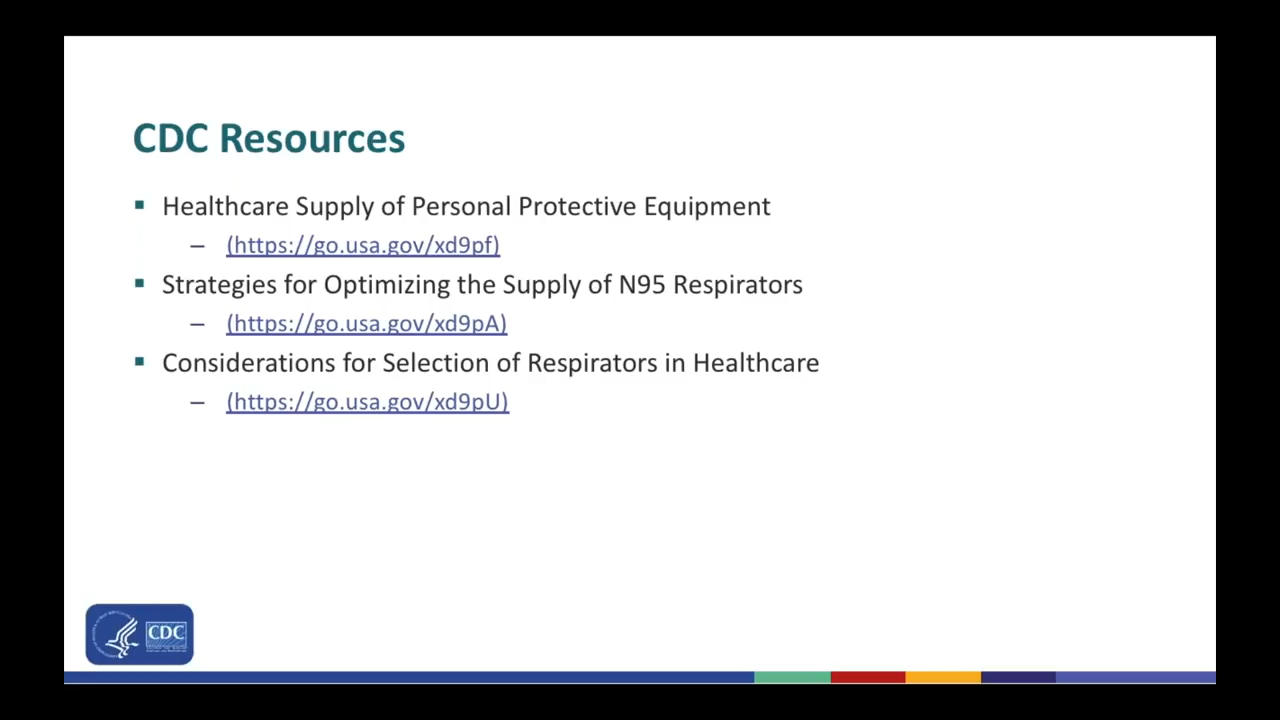 CDC Resources
Healthcare Supply of Personal Protective Equipment
– (https://go.usa.gov/xd9pf)
Strategies for Optimizing the Supply of N95 Respirators
– (https://go.usa.gov/xd9pA)
Considerations for Selection of Respirators in Healthcare
– (https://go.usa.gov/xd9pU)
CDC